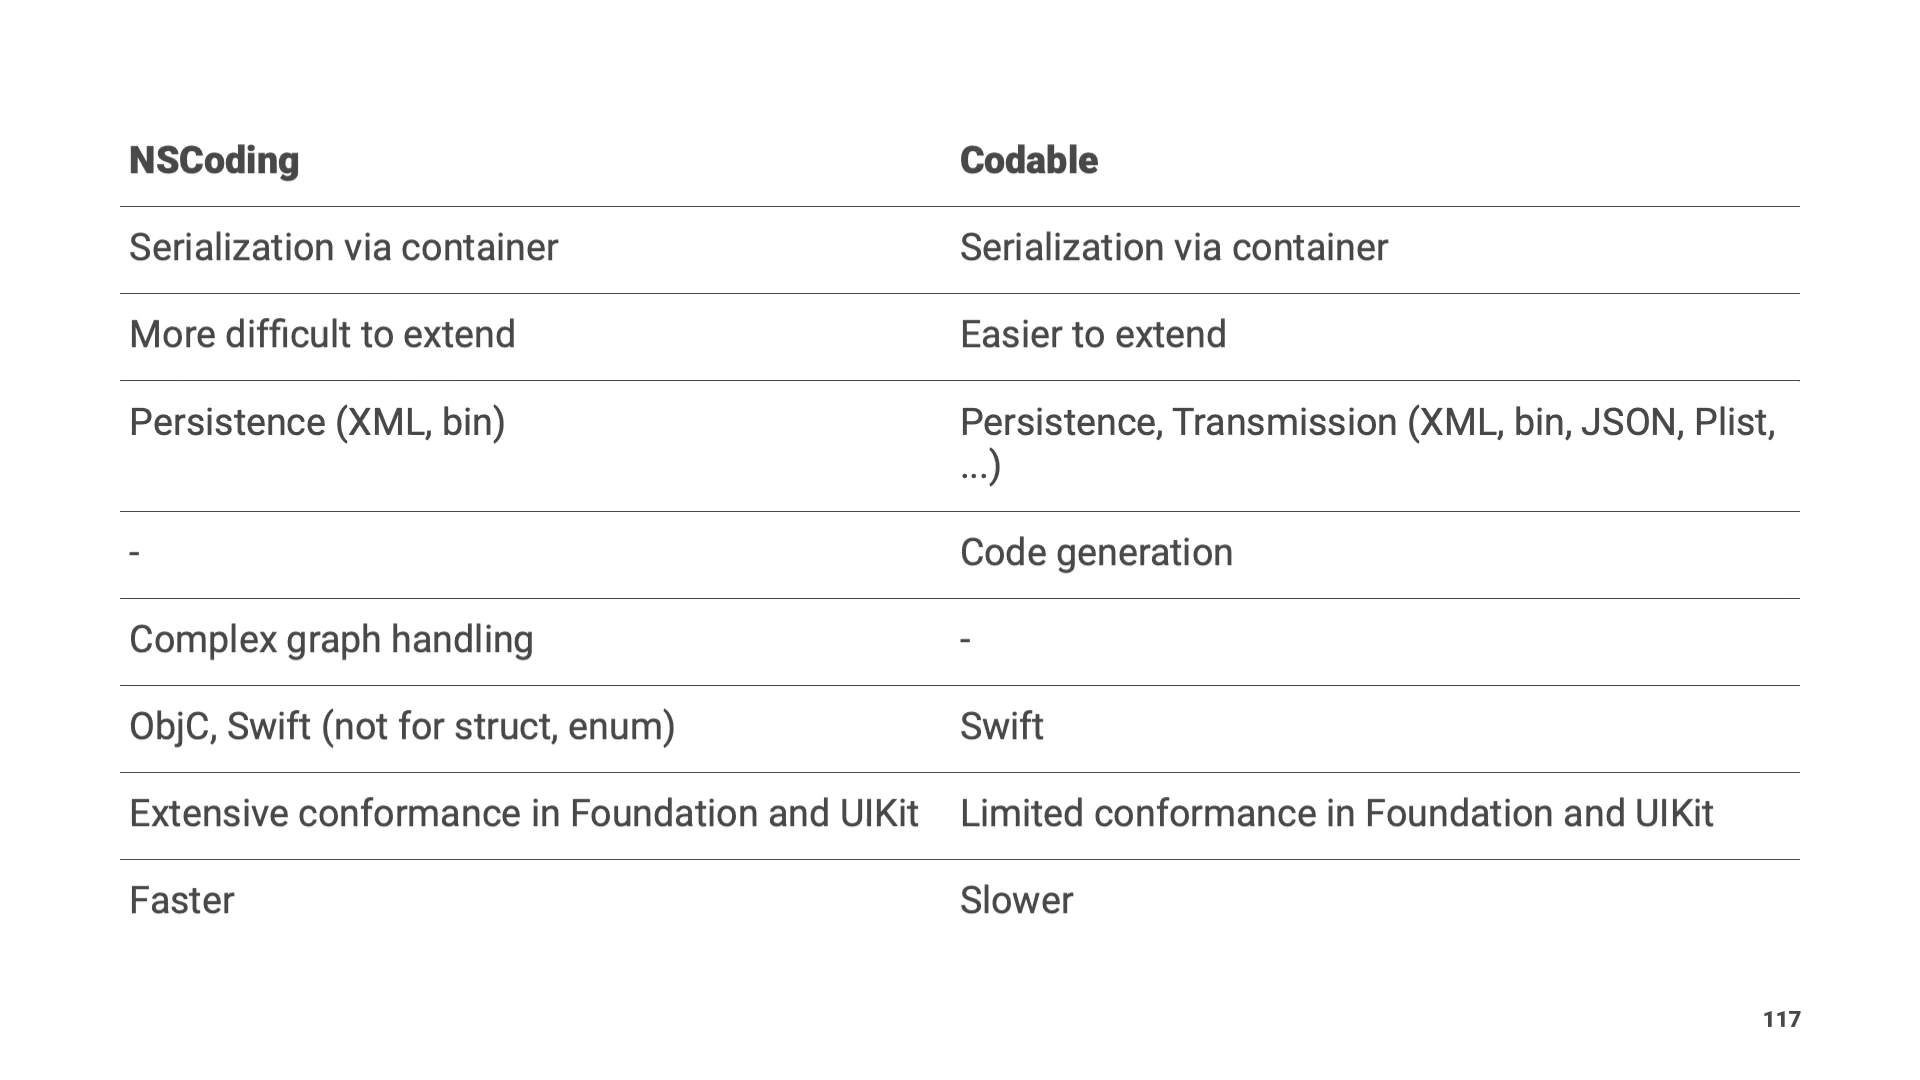 NSCoding Codable
Serialization via container Serialization via container
More difficult to extend Easier to extend
Persistence (XML, bin) Persistence, Transmission (XML, bin, JSON, Plist,
...)
- Code generation
Complex graph handling -
ObjC, Swift (not for struct, enum) Swift
Extensive conformance in Foundation and UIKit Limited conformance in Foundation and UIKit
Faster Slower
117